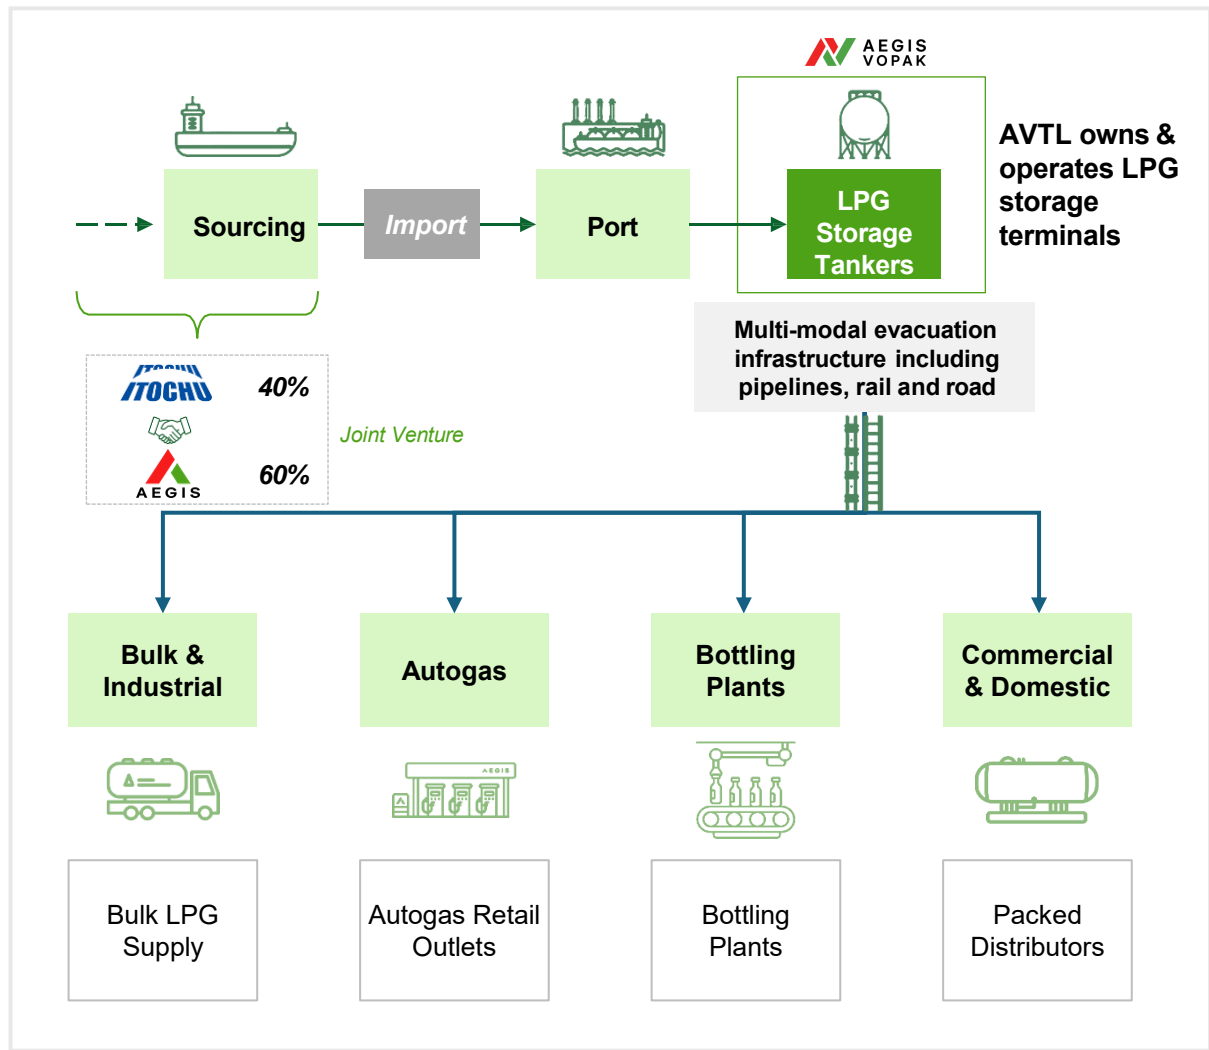 AEGIS
VOPAK
AVTL owns &
operates LPG
storage
terminals
Sourcing
Import
Port
LPG
Storage
Tankers
Multi-modal evacuation
infrastructure including
pipelines, rail and road
ITOCHU
ITOCHU
40%
Joint Venture
AEGIS
60%
Bulk &
Industrial
Autogas
Bottling
Plants
Commercial
& Domestic
AEGIS
Bulk LPG
Supply
Autogas Retail
Outlets
Bottling
Plants
Packed
Distributors